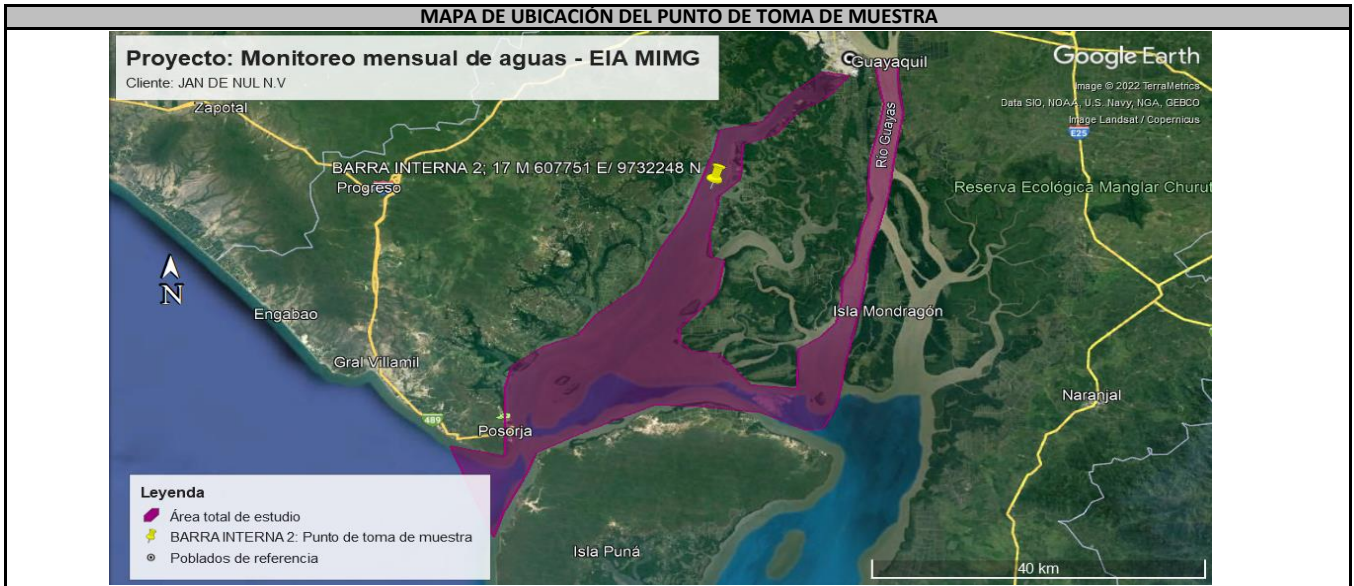 MAPA DE UBICACIÓN DEL PUNTO DE TOMA DE MUESTRA
Proyecto: Monitoreo mensual de aguas - EIA MIMG
Cliente: JAN DE NUL N.V
Google Earth
Image © 2022 TerraMetrics
Data SIO, NOAA, U.S. Navy, NGA, GEBCO
Image Landsat / Copernicus
Guayaquil
Zapotal
E25
Río Guayas
BARRA INTERNA 2; 17 M 607751 E/ 9732248 N
Progreso
Reserva Ecológica Manglar Churut
N
Engabao
Isla Mondragón
Gral Villamil
Naranjal
489
Posorja
Leyenda
Área total de estudio
BARRA INTERNA 2: Punto de toma de muestra
Poblados de referencia
Isla Puná
40 km